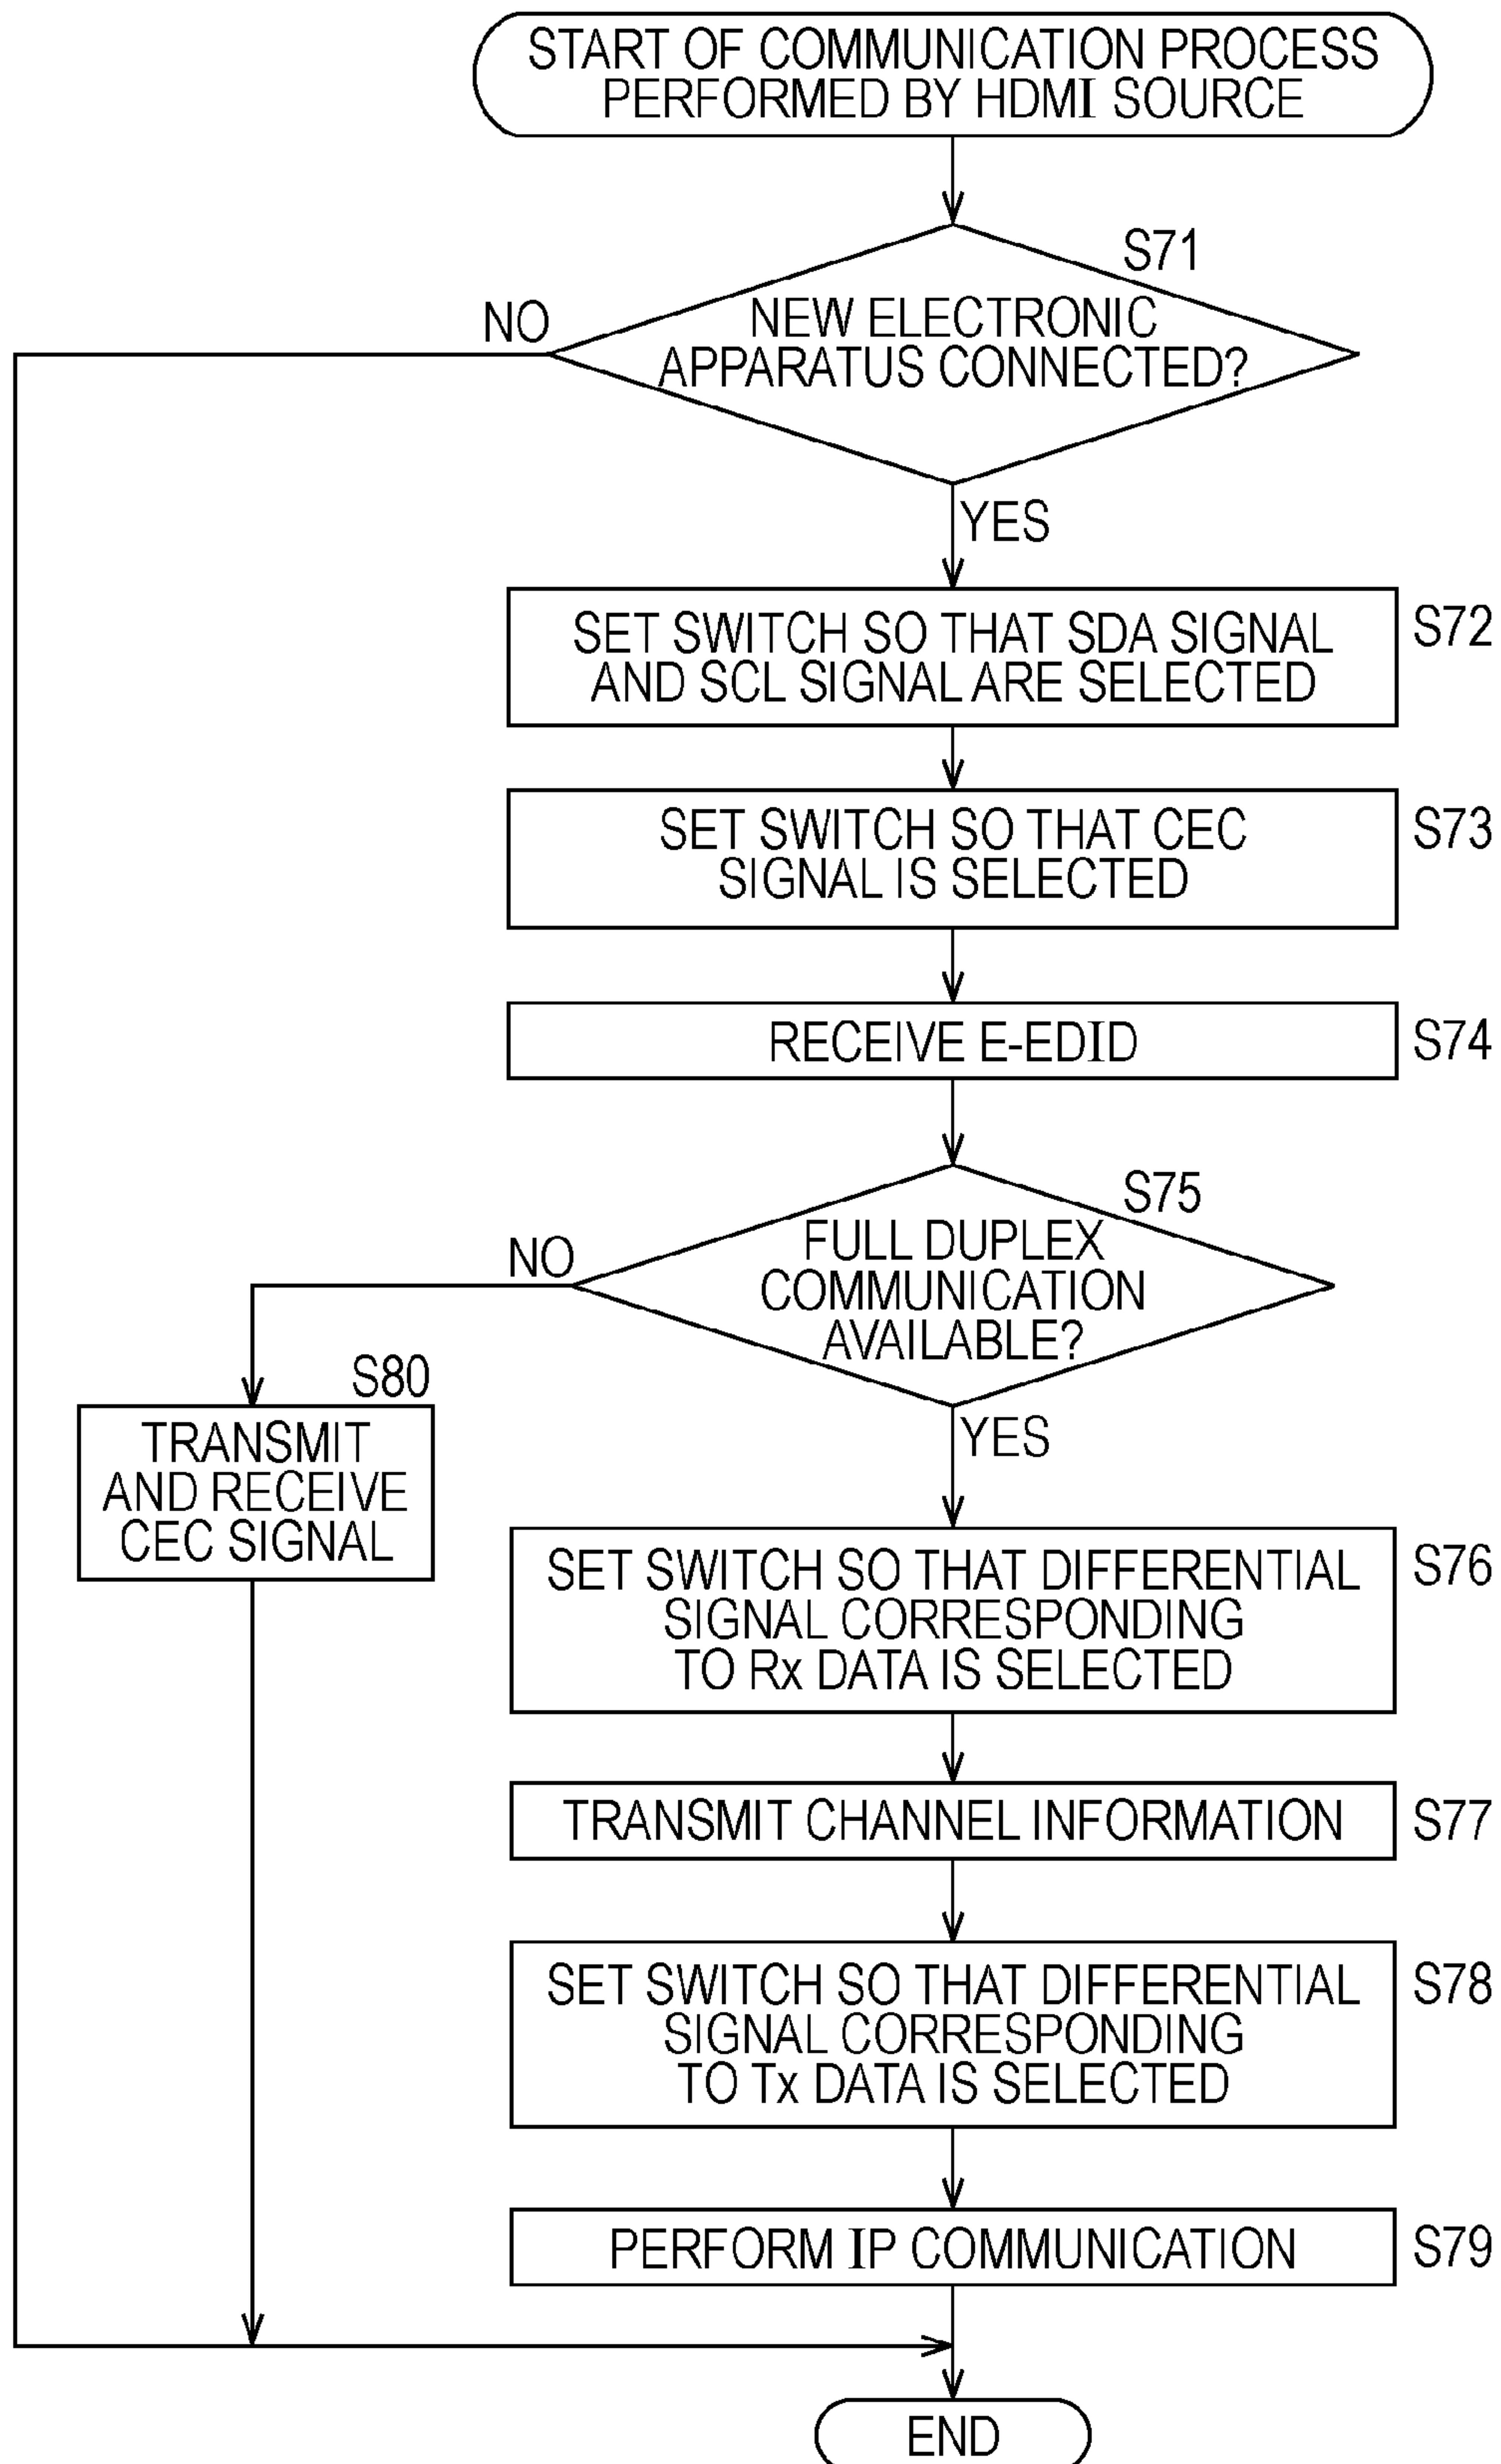 START OF COMMUNICATION PROCESS
PERFORMED BY HDMI SOURCE
S71
NO
NEW ELECTRONIC
APPARATUS CONNECTED?
YES
SET SWITCH SO THAT SDA SIGNAL
AND SCL SIGNAL ARE SELECTED
S72
SET SWITCH SO THAT CEC
SIGNAL IS SELECTED
S73
RECEIVE E-EDID
S74
S75
NO
FULL DUPLEX
COMMUNICATION
AVAILABLE?
YES
S80
TRANSMIT
AND RECEIVE
CEC SIGNAL
SET SWITCH SO THAT DIFFERENTIAL
SIGNAL CORRESPONDING
TO Rx DATA IS SELECTED
S76
TRANSMIT CHANNEL INFORMATION
S77
SET SWITCH SO THAT DIFFERENTIAL
SIGNAL CORRESPONDING
TO Tx DATA IS SELECTED
S78
PERFORM IP COMMUNICATION
S79
END